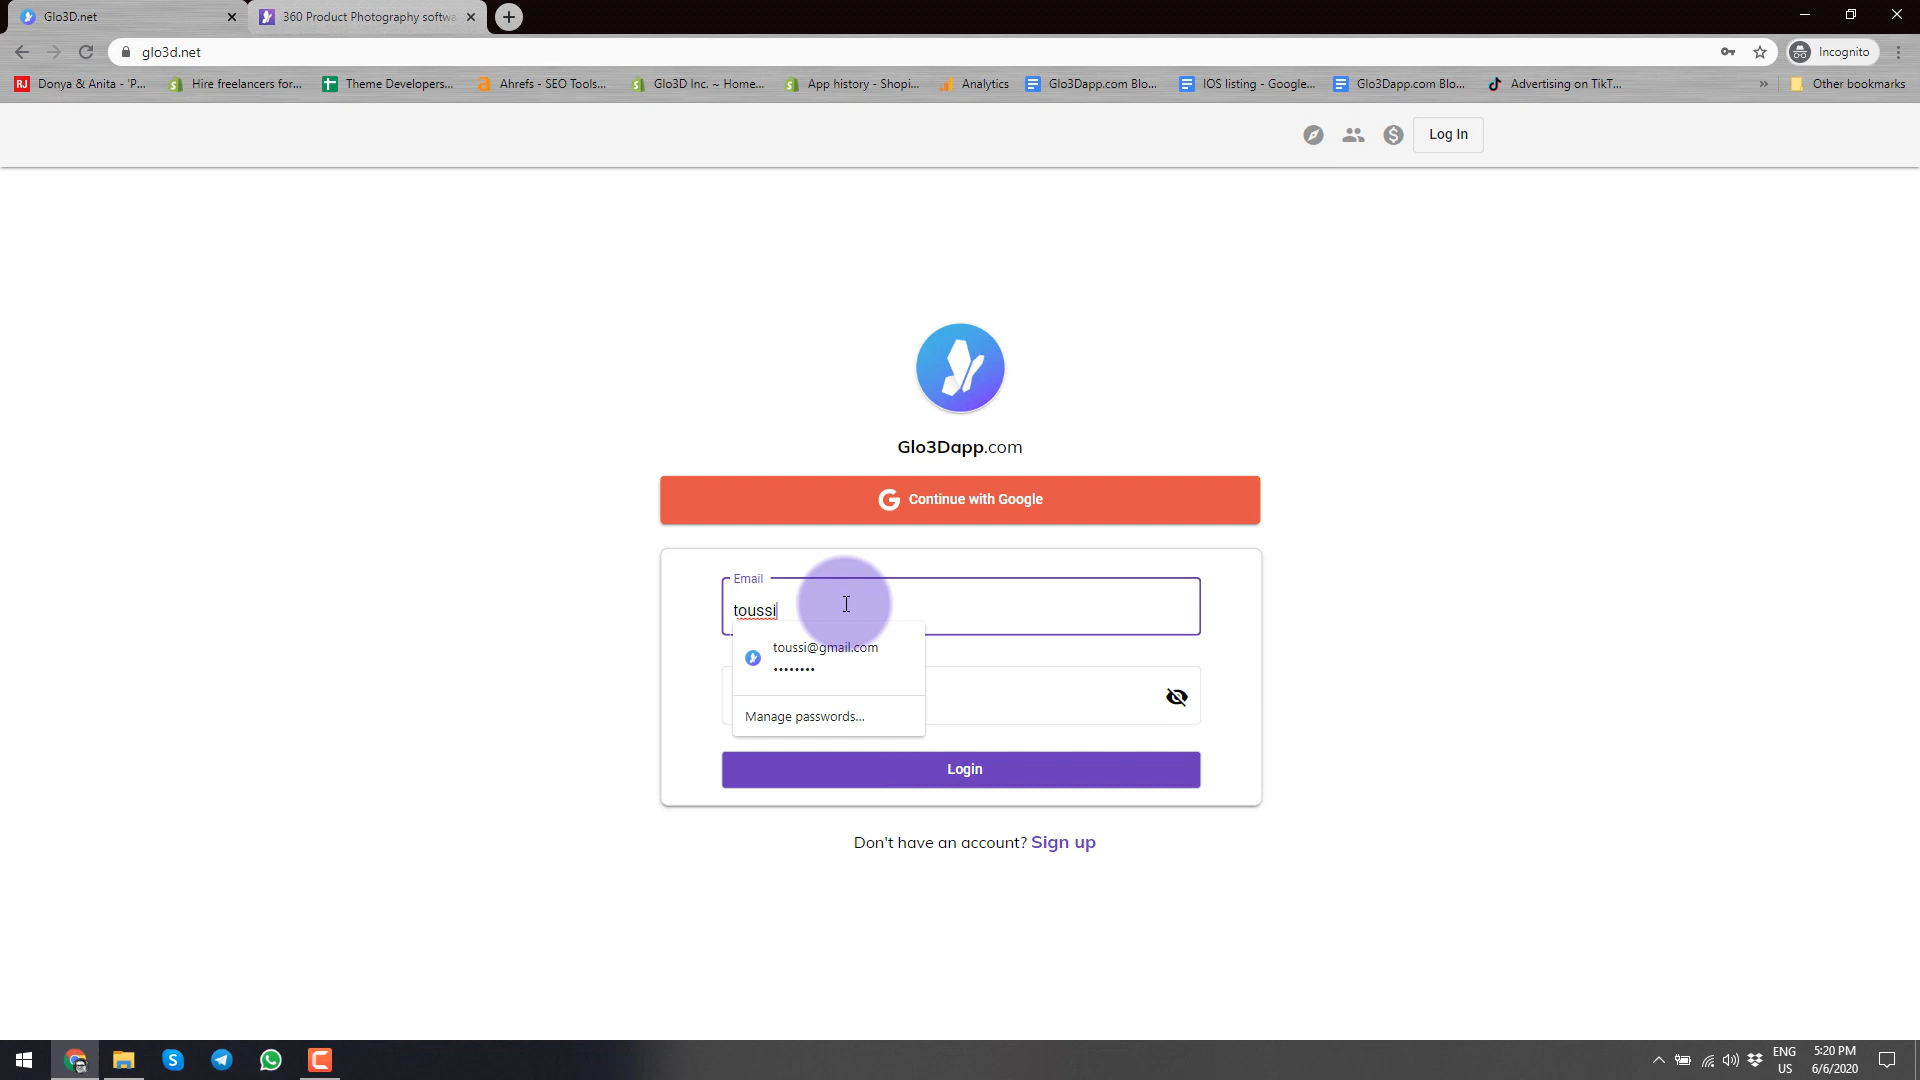 Glo3D.net
360 Product Photography softwa
glo3d.net
Incognito
RJ Donya & Anita - 'P...
Hire freelancers for...
Theme Developers...
Ahrefs - SEO Tools...
Glo3D Inc. ~ Home...
App history - Shopi...
Analytics
Glo3Dapp.com Blo...
IOS listing - Google...
Glo3Dapp.com Blo...
Advertising on TikT...
»
Other bookmarks
Log In
Glo3Dapp.com
G Continue with Google
Email
toussi
toussi@gmail.com
••••••••
Manage passwords...
Login
Don't have an account? Sign up
ENG
US
5:20 PM
6/6/2020